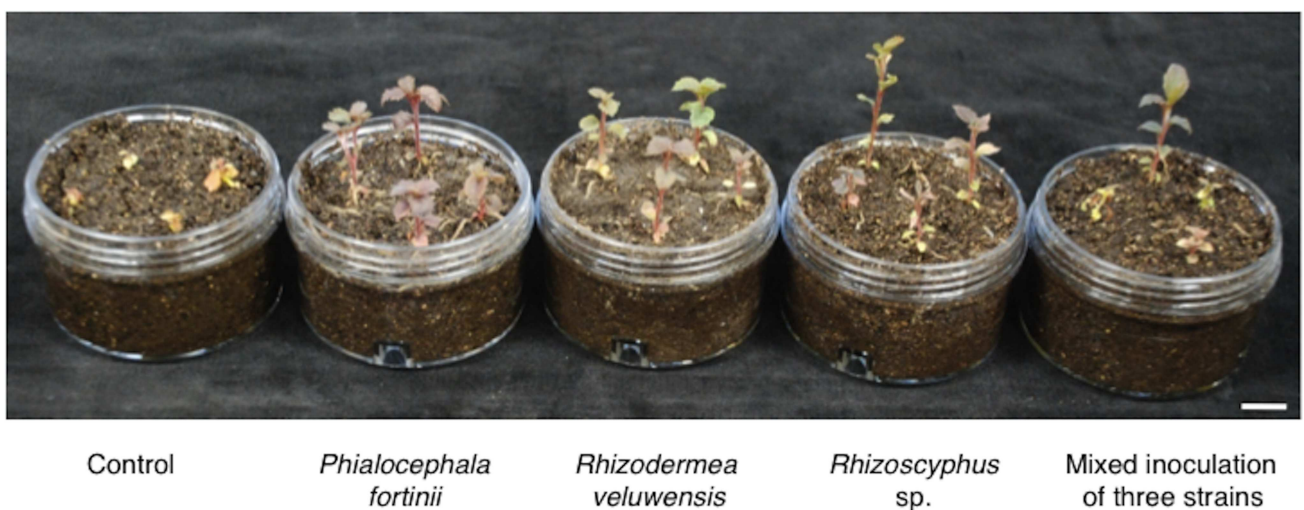 Control
Phialocephala fortinii
Rhizodermea veluwensis
Rhizoscyphus sp.
Mixed inoculation of three strains